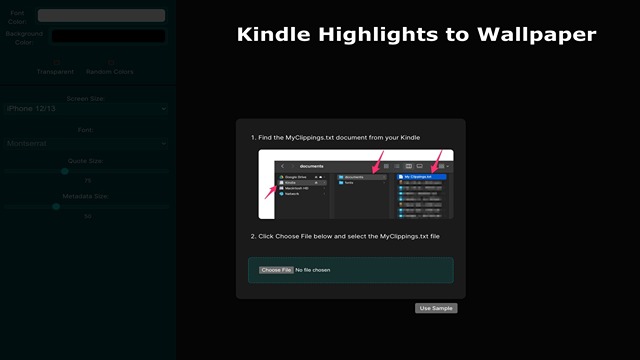 Font
Color:
Background
Color:
Transparent
Random Colors
Screen Size:
iPhone 12/13
Font:
Montserrat
Quote Size:
Metadata Size:
50
Kindle Highlights to Wallpaper
1. Find the MyClippings.txt document from your Kindle
documents
Google Drive
Kindle
Macintosh HD
Network
documents
fonts
My Clippings.txt
2. Click Choose File below and select the MyClippings.txt file
Choose File No file chosen
Use Sample